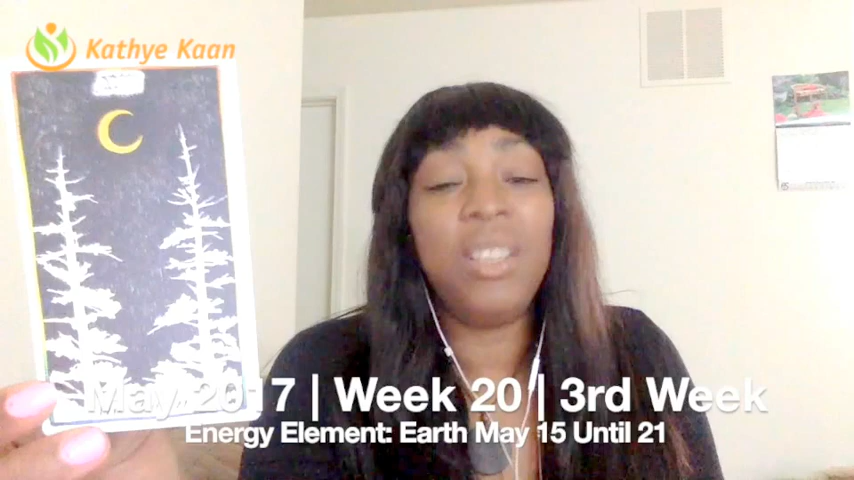 Kathye Kaan
May 2017 | Week 20 | 3rd Week
Energy Element: Earth May 15 Until 21